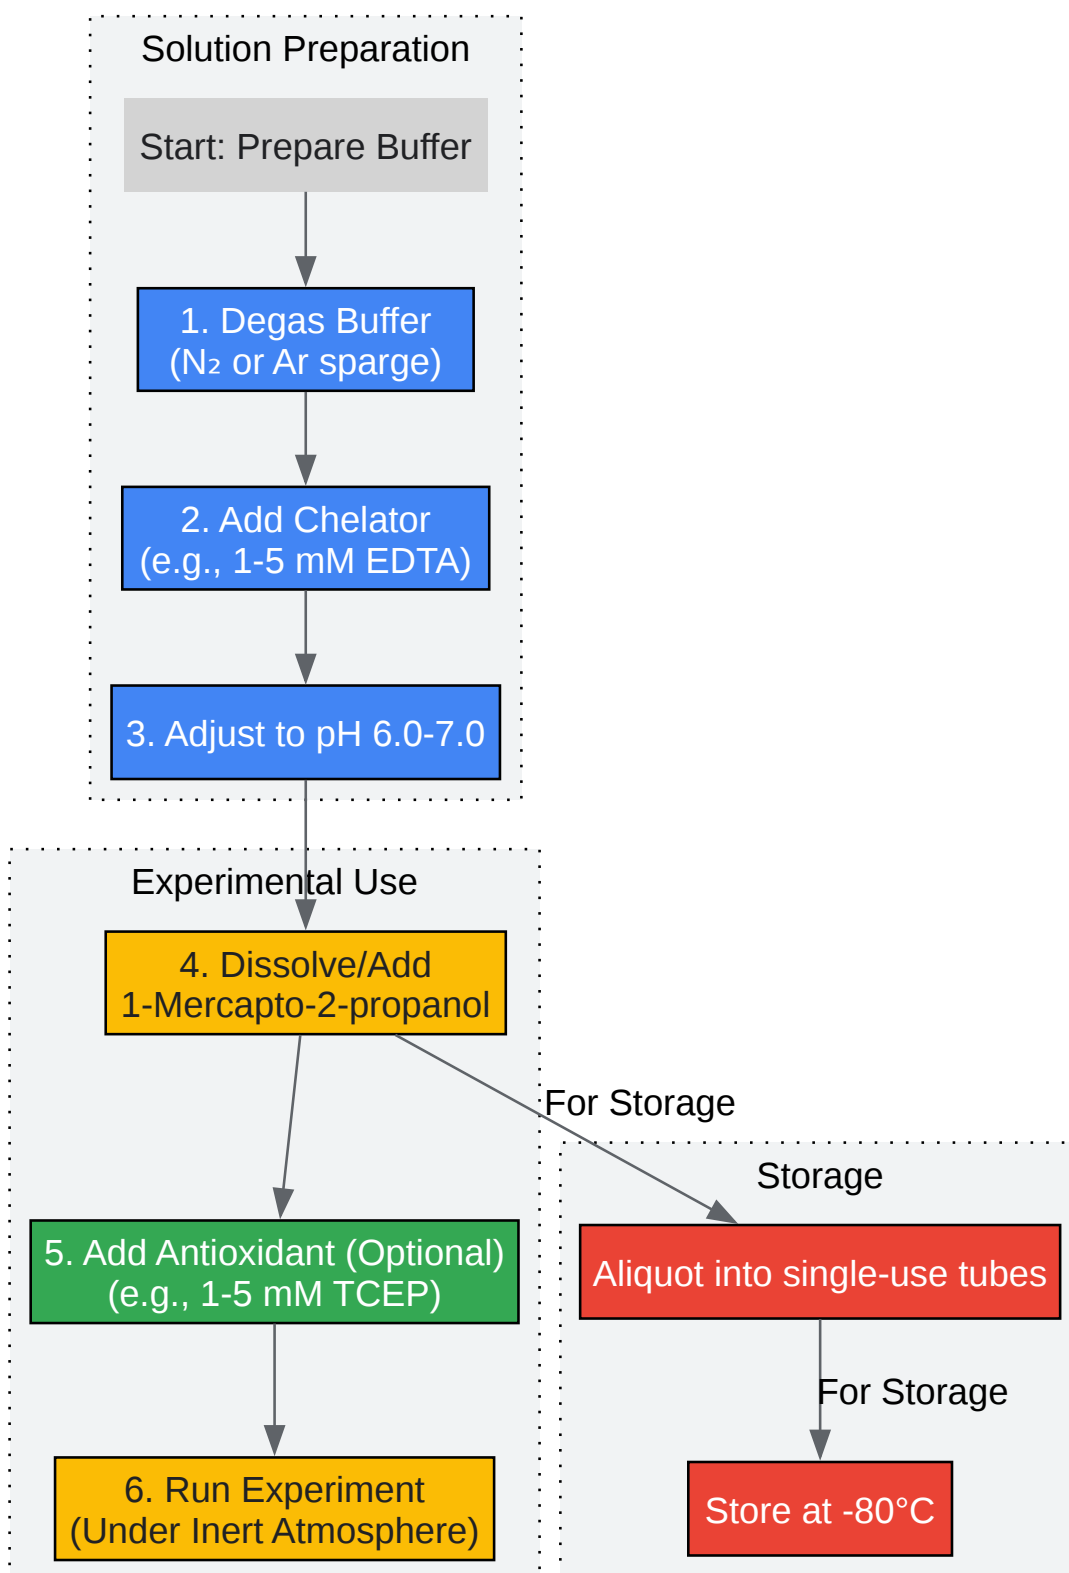 Solution Preparation
Start: Prepare Buffer
1. Degas Buffer
(N₂ or Ar sparge)
2. Add Chelator
(e.g., 1-5 mM EDTA)
3. Adjust to pH 6.0-7.0
Experimental Use
4. Dissolve/Add
1-Mercapto-2-propanol
For Storage
Storage
5. Add Antioxidant (Optional)
(e.g., 1-5 mM TCEP)
Aliquot into single-use tubes
For Storage
6. Run Experiment
(Under Inert Atmosphere)
Store at -80°C